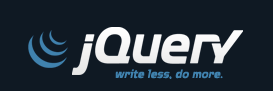 jQuery
write less, do more.